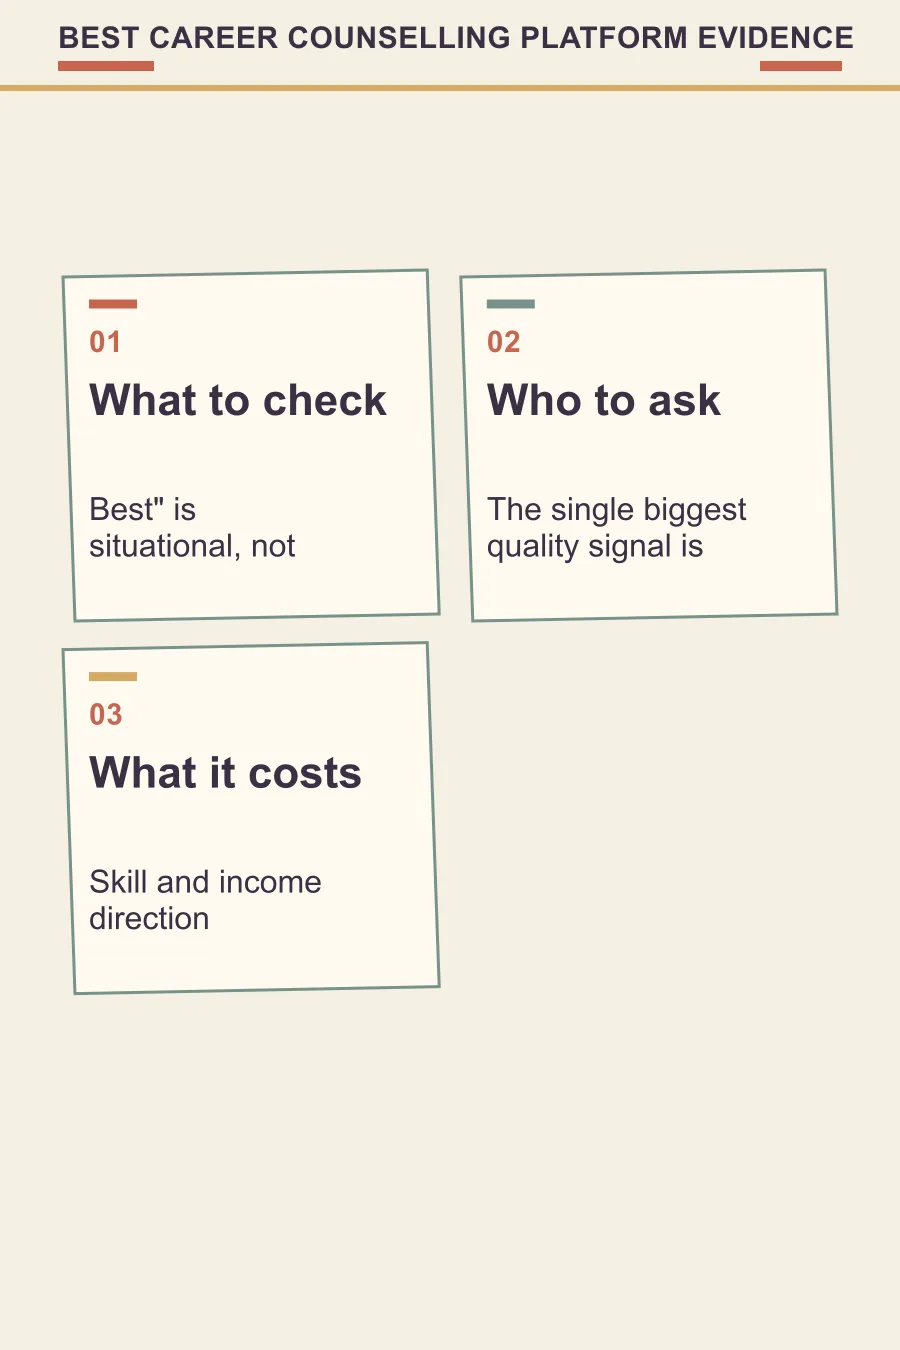 BEST CAREER COUNSELLING PLATFORM EVIDENCE
01
What to check
Best" is
situational, not
02
Who to ask
The single biggest
quality signal is
03
What it costs
Skill and income
direction